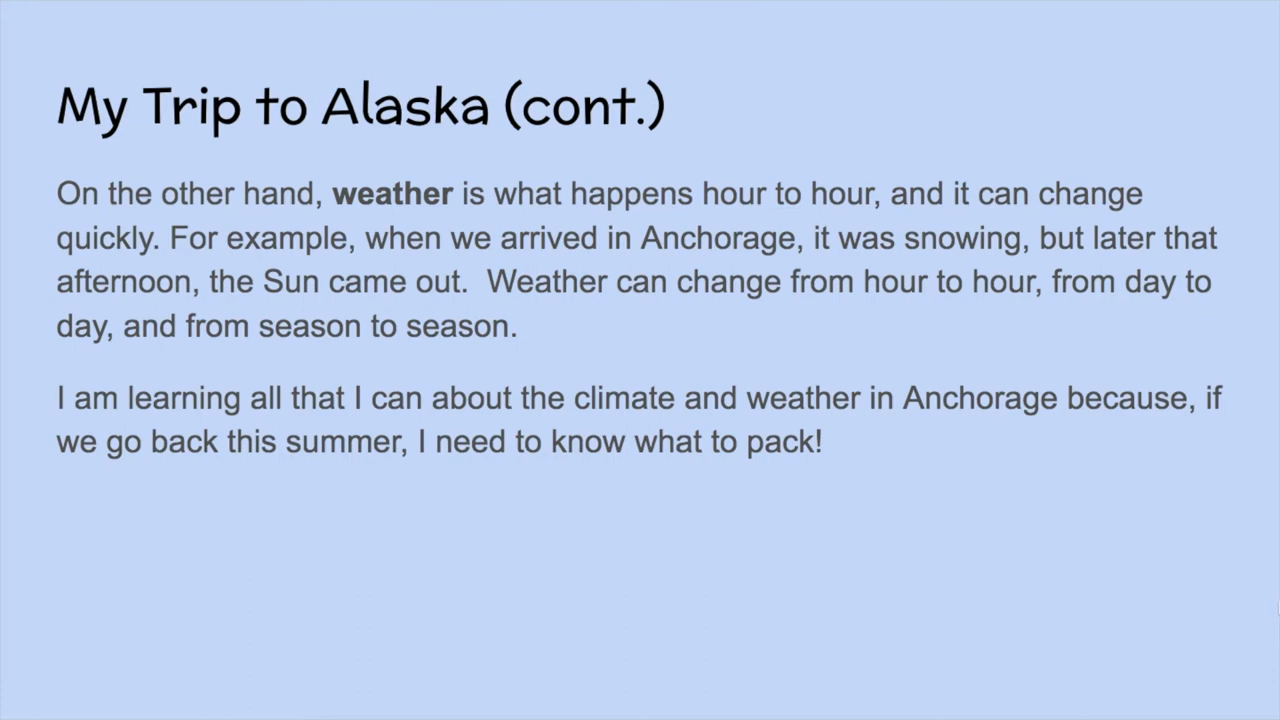 My Trip to Alaska (cont.)
On the other hand, weather is what happens hour to hour, and it can change
quickly. For example, when we arrived in Anchorage, it was snowing, but later that
afternoon, the Sun came out.  Weather can change from hour to hour, from day to
day, and from season to season.
I am learning all that I can about the climate and weather in Anchorage because, if
we go back this summer, I need to know what to pack!